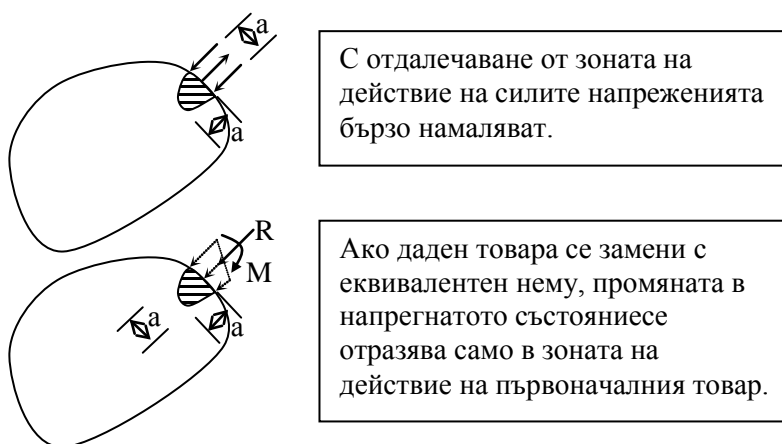 a
a
С отдалечаване от зоната на
действие на силите напреженията
бързо намаляват.
R
M
a
a
Ако даден товара се замени с
еквивалентен нему, промяната в
напрегнатото състояниесе
отразява само в зоната на
действие на първоначалния товар.